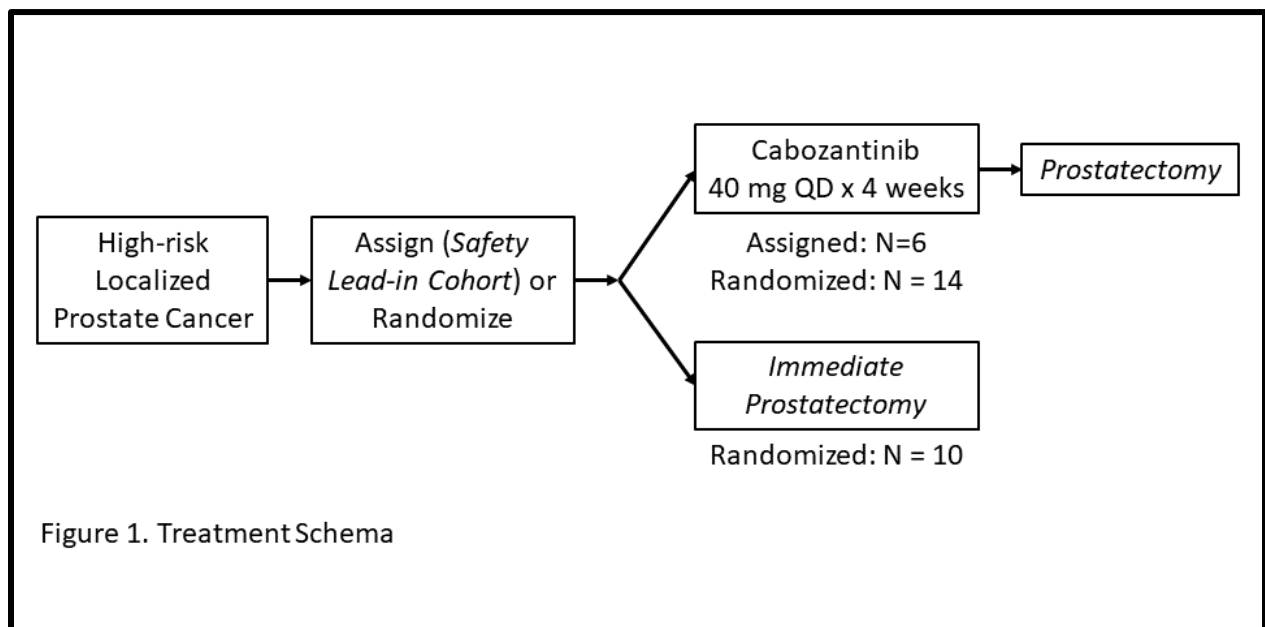 High-risk
Localized
Prostate Cancer
Assign (Safety
Lead-in Cohort) or
Randomize
Cabozantinib
40 mg QD x 4 weeks
Assigned: N=6
Randomized: N = 14
Prostatectomy
Immediate
Prostatectomy
Randomized: N = 10
Figure 1. Treatment Schema